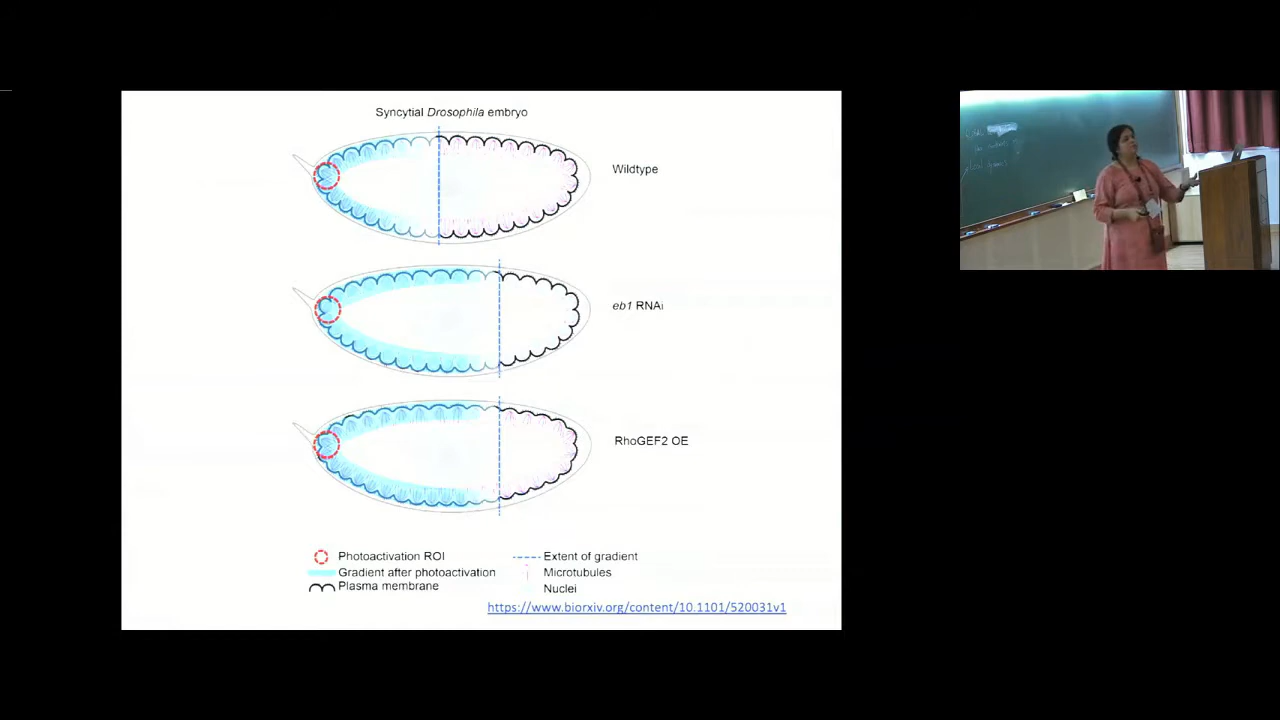 Syncytial Drosophila embryo
Wildtype
eb1 RNAi
RhoGEF2 OE
Photoactivation ROI
Gradient after photoactivation
Plasma membrane
Extent of gradient
Microtubules
Nuclei
https://www.biorxiv.org/content/10.1101/520031v1